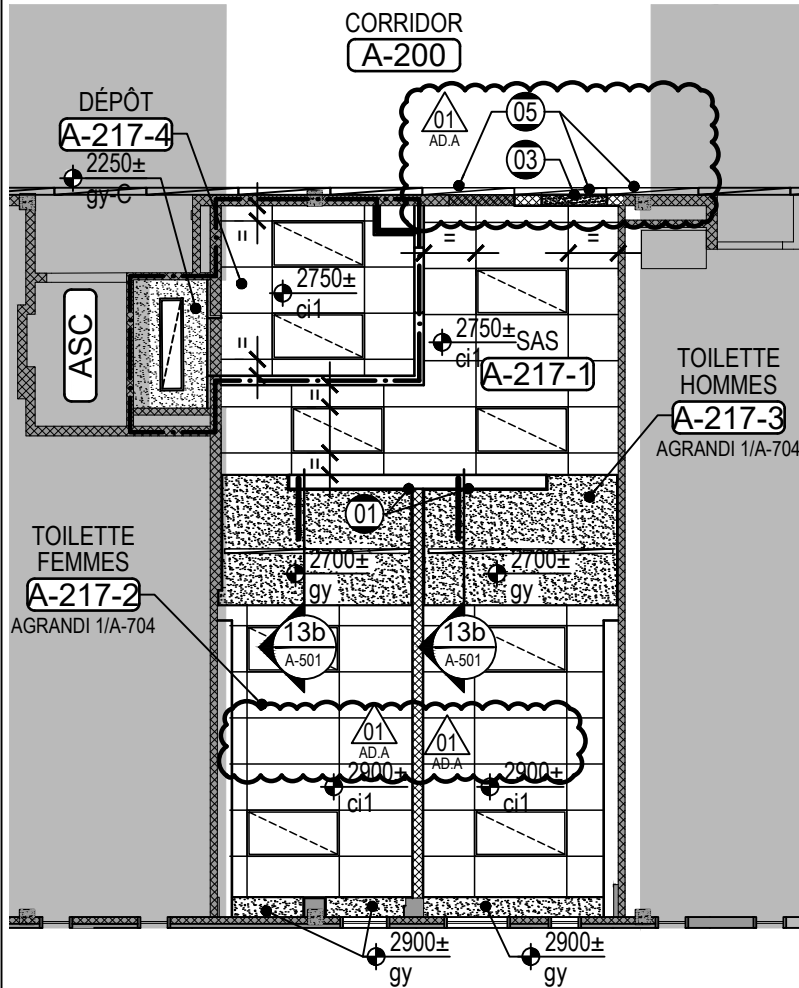 CORRIDOR
A-200
DÉPÔT
A-217-4
2250±
gy-C
01
AD.A
05
03
=
=
=
2750±
ci1
ASC
=
2750±
ci1
SAS
A-217-1
TOILETTE
HOMMES
A-217-3
AGRANDI 1/A-704
=
=
01
TOILETTE
FEMMES
A-217-2
AGRANDI 1/A-704
2700±
gy
2700±
gy
13b
A-501
13b
A-501
01
AD.A
01
AD.A
2900±
ci1
2900±
ci1
2900±
gy
2900±
gy